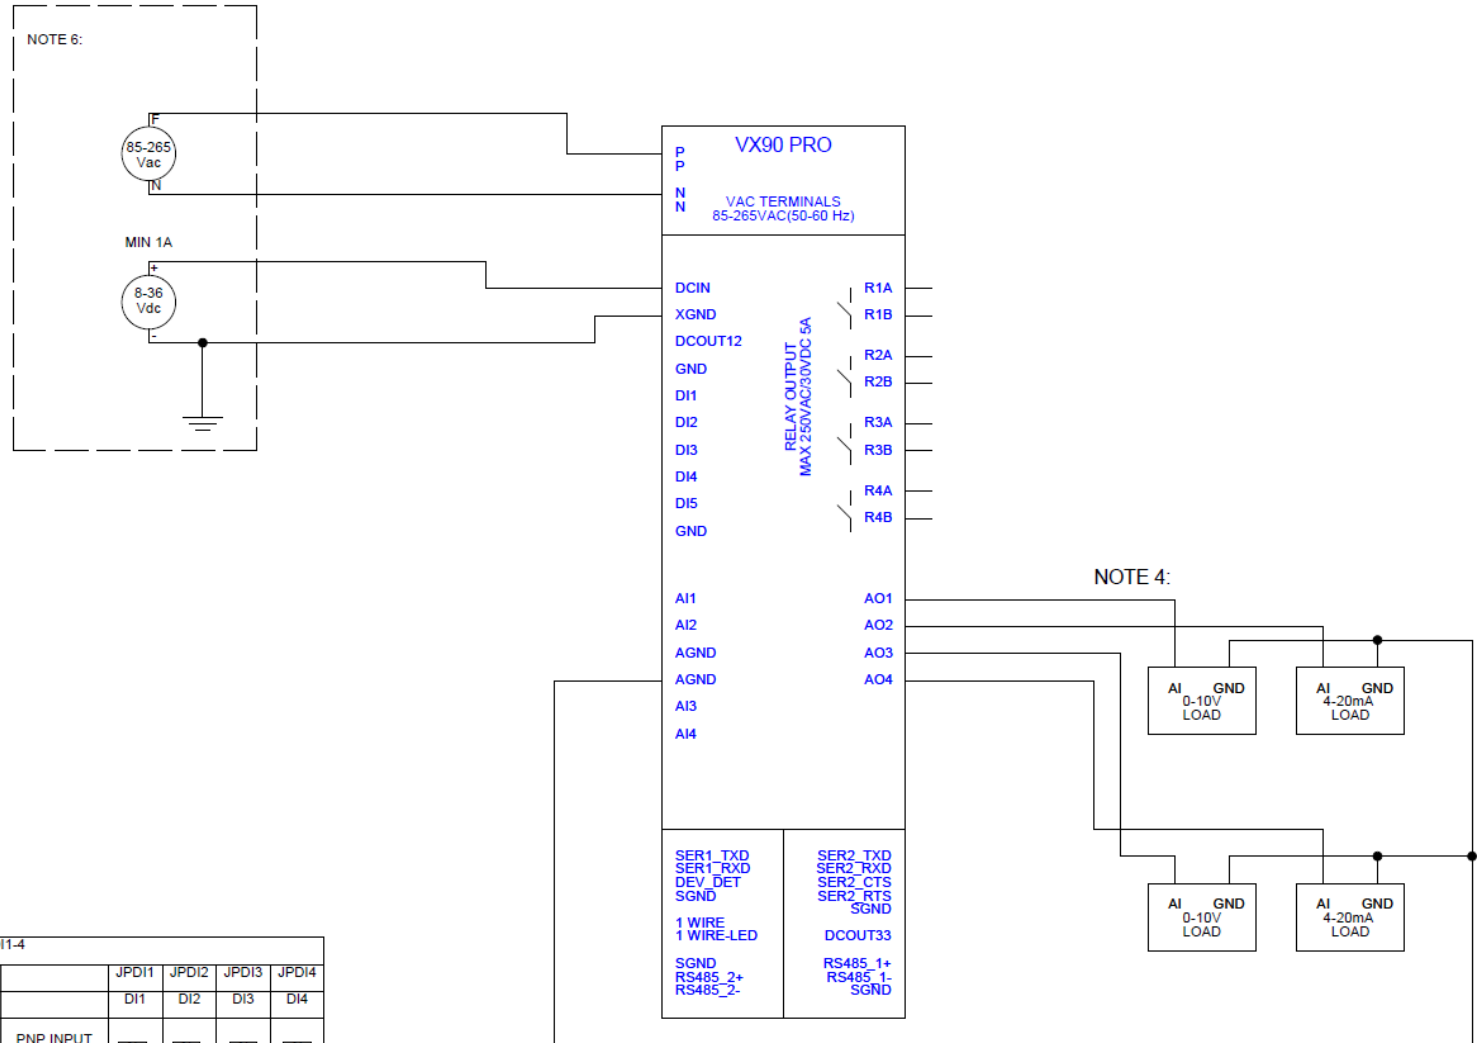 NOTE 6:
F
85-265
Vac
N
MIN 1A
+
8-36
Vdc
-
VX90 PRO
P
P
N
N
VAC TERMINALS
85-265VAC(50-60 Hz)
DCIN
XGND
DCOUT12
GND
DI1
DI2
DI3
DI4
DI5
GND
RELAY OUTPUT
MAX 250VAC/30VDC 5A
R1A
R1B
R2A
R2B
R3A
R3B
R4A
R4B
AI1
AI2
AGND
AGND
AI3
AI4
AO1
AO2
AO3
AO4
NOTE 4:
AI GND
0-10V
LOAD
AI GND
4-20mA
LOAD
AI GND
0-10V
LOAD
AI GND
4-20mA
LOAD
SER1_TXD
SER1_RXD
DEV_DET
SGND
1 WIRE
1 WIRE-LED
SGND
RS485_2+
RS485_2-
SER2_TXD
SER2_RXD
SER2_CTS
SER2_RTS
SGND
DCOUT33
RS485_1+
RS485_1-
SGND
I1-4
JPDI1 JPDI2 JPDI3 JPDI4
DI1 DI2 DI3 DI4
PNP INPUT